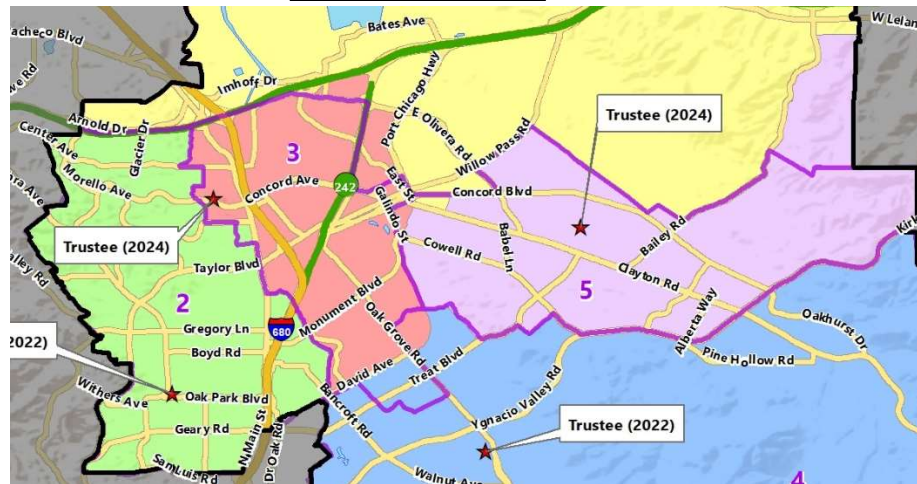 Bates Ave
W Lelan
Pacheco Blvd
Imhoff Dr
Port Chicago Hwy
Arnold Dr
Glacier Dr
Center Ave
E Olivera Rd
Willow Pass Rd
Trustee (2024)
3
Morello Ave
Concord Ave
242
East St
Concord Blvd
Galindo St
Trustee (2024)
Cowell Rd
Babel Ln
Bailey Rd
Kir
Taylor Blvd
Clayton Rd
5
2
Monument Blvd
Alberta Way
Oakhurst Dr
Gregory Ln
680
Oak Grove Rd
2022)
Boyd Rd
Pine Hollow Rd
David Ave
Treat Blvd
Withers Ave
Oak Park Blvd
Bancroft Rd
Ygnacio Valley Rd
Trustee (2022)
Geary Rd
N Main St
Dr Oak Rd
San Luis Rd
Walnut Ave
4